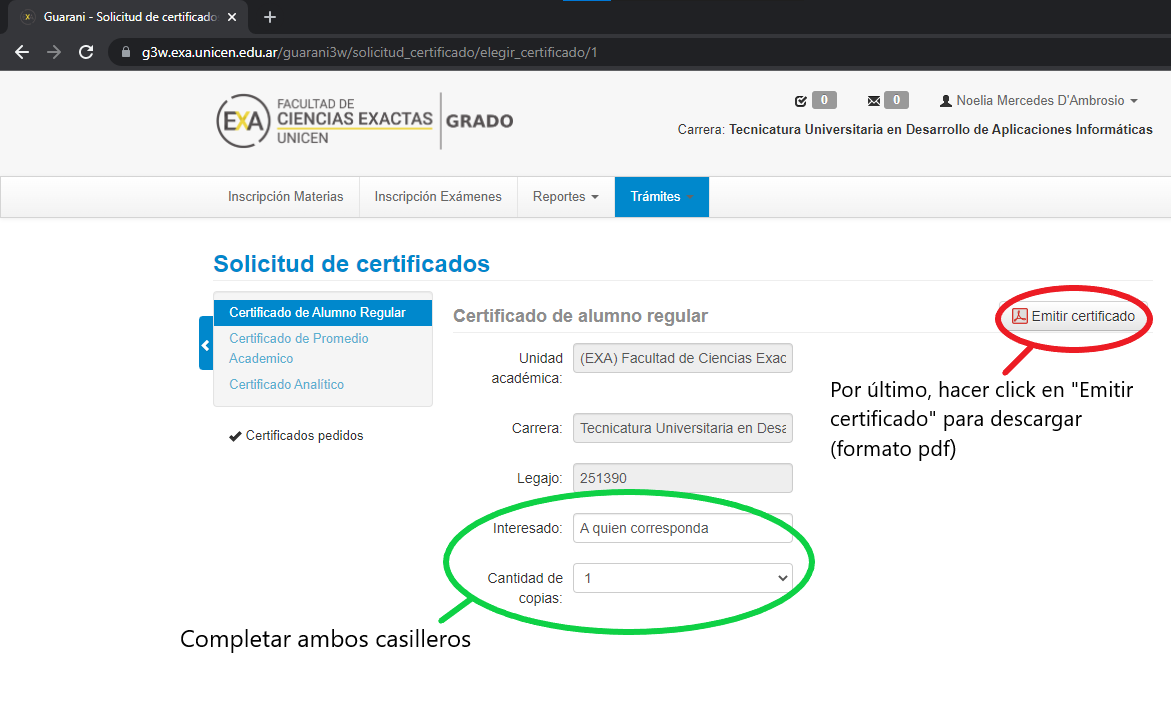 Guarani - Solicitud de certificado
g3w.exa.unicen.edu.ar/guarani3w/solicitud_certificado/elegir_certificado/1
EXA
FACULTAD DE
CIENCIAS EXACTAS
UNICEN
GRADO
0
0
Noelia Mercedes D'Ambrosio
Carrera: Tecnicatura Universitaria en Desarrollo de Aplicaciones Informáticas
Inscripción Materias
Inscripción Exámenes
Reportes
Trámites
Solicitud de certificados
Certificado de Alumno Regular
Certificado de Promedio
Academico
Certificado Analítico
Certificados pedidos
Certificado de alumno regular
Emitir certificado
Unidad
académica:
(EXA) Facultad de Ciencias Exac
Carrera:
Tecnicatura Universitaria en Desa
Legajo:
251390
Interesado:
A quien corresponda
Cantidad de
copias:
1
Por último, hacer click en "Emitir
certificado" para descargar
(formato pdf)
Completar ambos casilleros